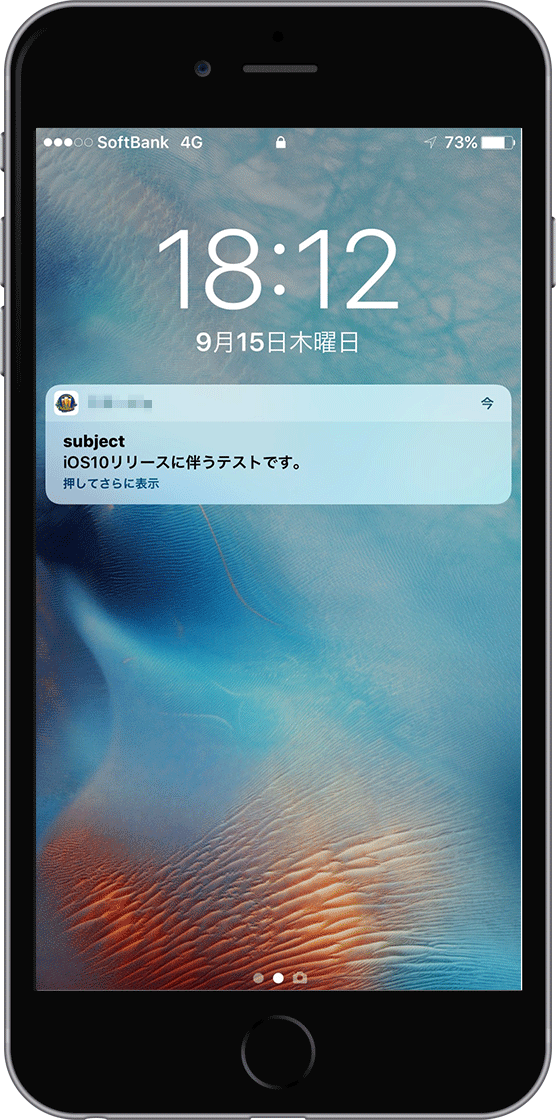 SoftBank 4G 73%
18:12
9月15日木曜日
今
subject
iOS10リリースに伴うテストです。
押してさらに表示